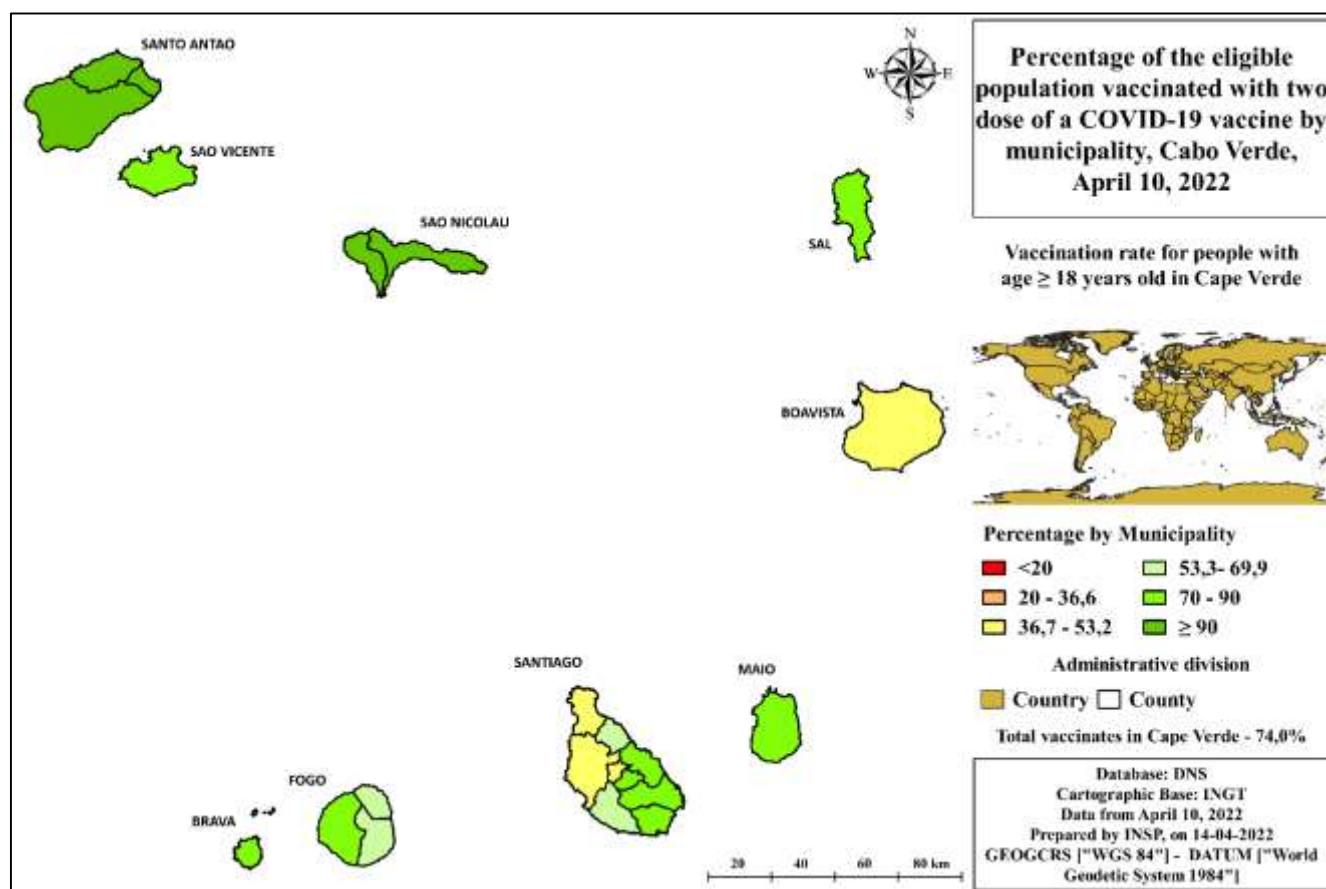 SANTO ANTAO
SAO VICENTE
SAO NICOLAU
SAL
BOAVISTA
SANTIAGO
MAIO
FOGO
BRAVA
N
W E
S
20 40 60 80 km
Percentage of the eligible
population vaccinated with two
dose of a COVID-19 vaccine by
municipality, Cabo Verde,
April 10, 2022
Vaccination rate for people with
age ≥ 18 years old in Cape Verde
Percentage by Municipality
<20
20 - 36,6
36,7 - 53,2
53,3- 69,9
70 - 90
≥ 90
Administrative division
Country County
Total vaccinates in Cape Verde - 74,0%
Database: DNS
Cartographic Base: INGT
Data from April 10, 2022
Prepared by INSP, on 14-04-2022
GEOGCRS ["WGS 84"] - DATUM ["World
Geodetic System 1984"]